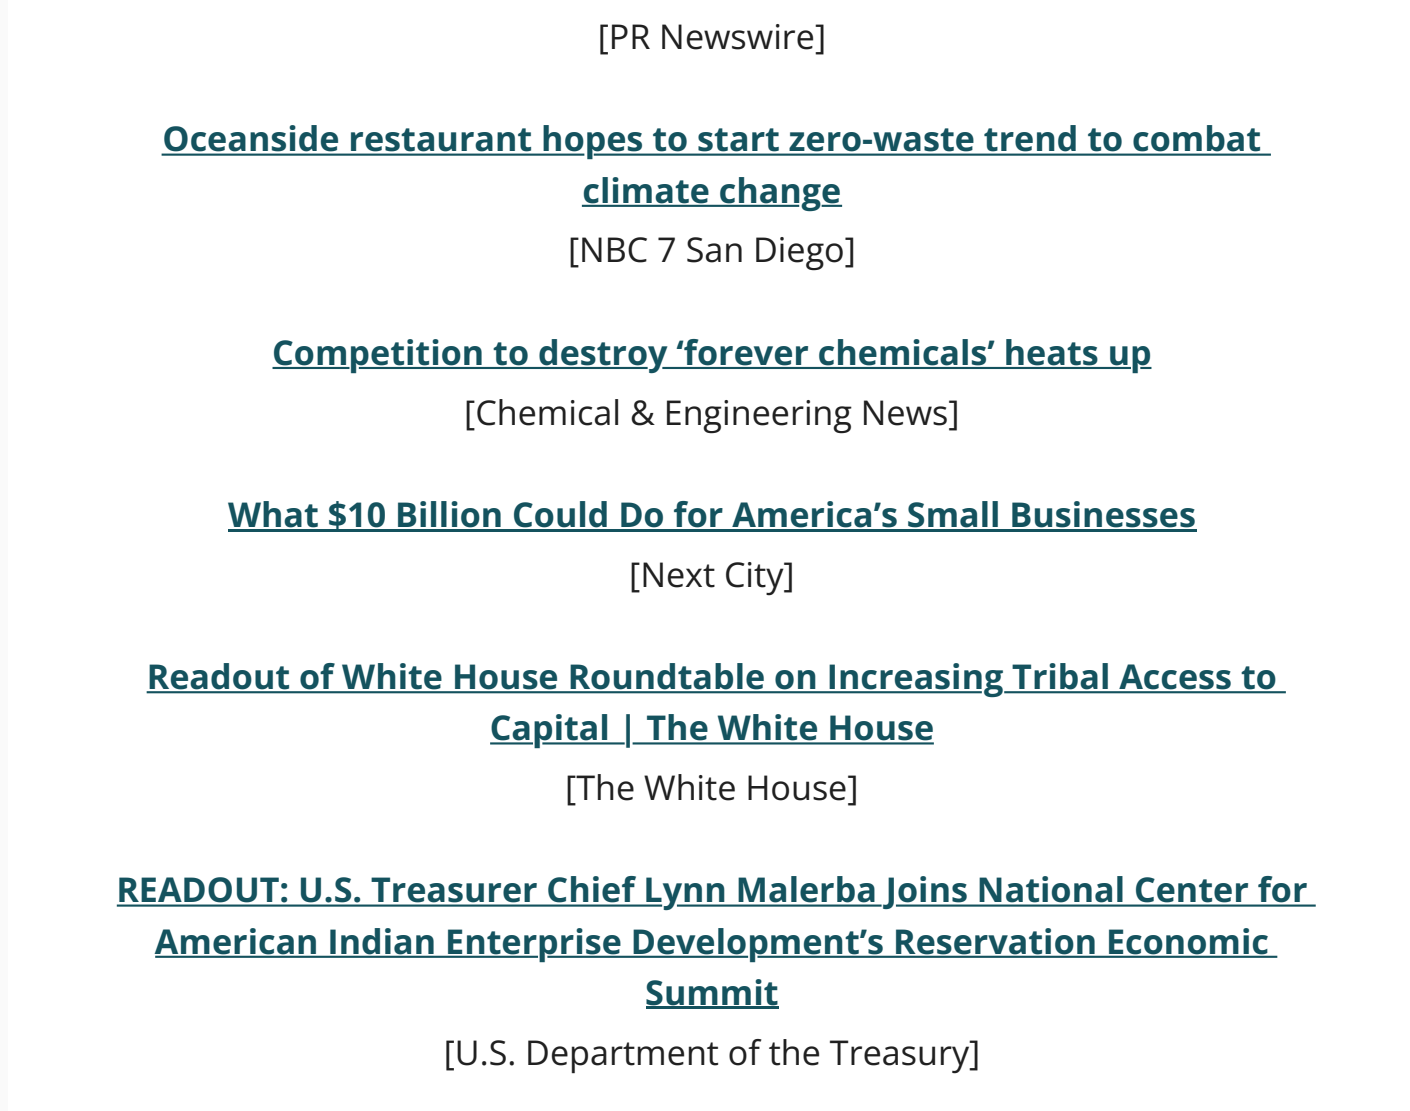 [PR Newswire]
Oceanside restaurant hopes to start zero-waste trend to combat
climate change
[NBC 7 San Diego]
Competition to destroy ‘forever chemicals’ heats up
[Chemical & Engineering News]
What $10 Billion Could Do for America’s Small Businesses
[Next City]
Readout of White House Roundtable on Increasing Tribal Access to
Capital | The White House
[The White House]
READOUT: U.S. Treasurer Chief Lynn Malerba Joins National Center for
American Indian Enterprise Development’s Reservation Economic
Summit
[U.S. Department of the Treasury]